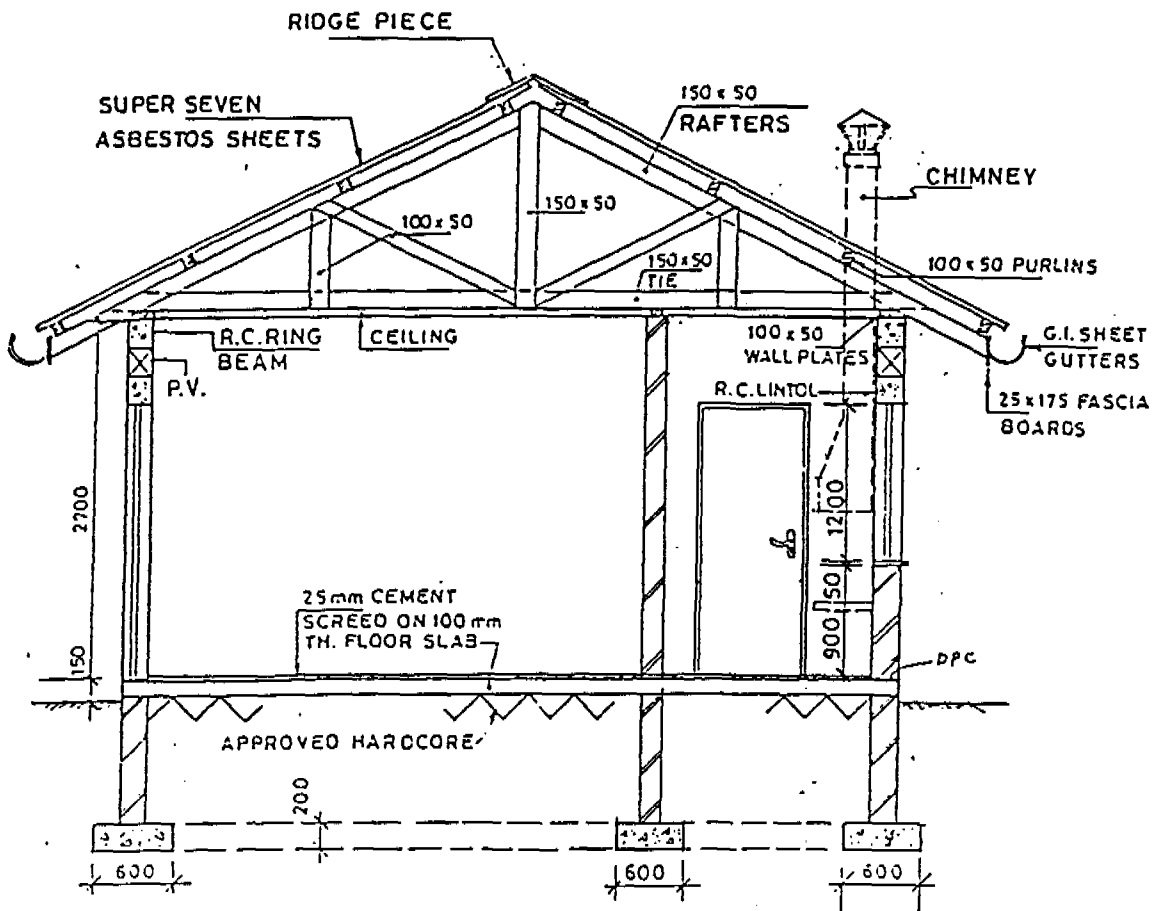 RIDGE PIECE
SUPER SEVEN
ASBESTOS SHEETS
150 x 50
RAFTERS
CHIMNEY
100 x 50
150 x 50
150 x 50
TIE
100 x 50 PURLINS
R.C. RING
BEAM
CEILING
100 x 50
WALL PLATES
G.I. SHEET
GUTTERS
P.V.
R.C. LINTOL
25 x 175 FASCIA
BOARDS
2700
1200
50
900
150
25mm CEMENT
SCREED ON 100mm
TH. FLOOR SLAB
DPC
APPROVED HARDCORE
200
600
600
600